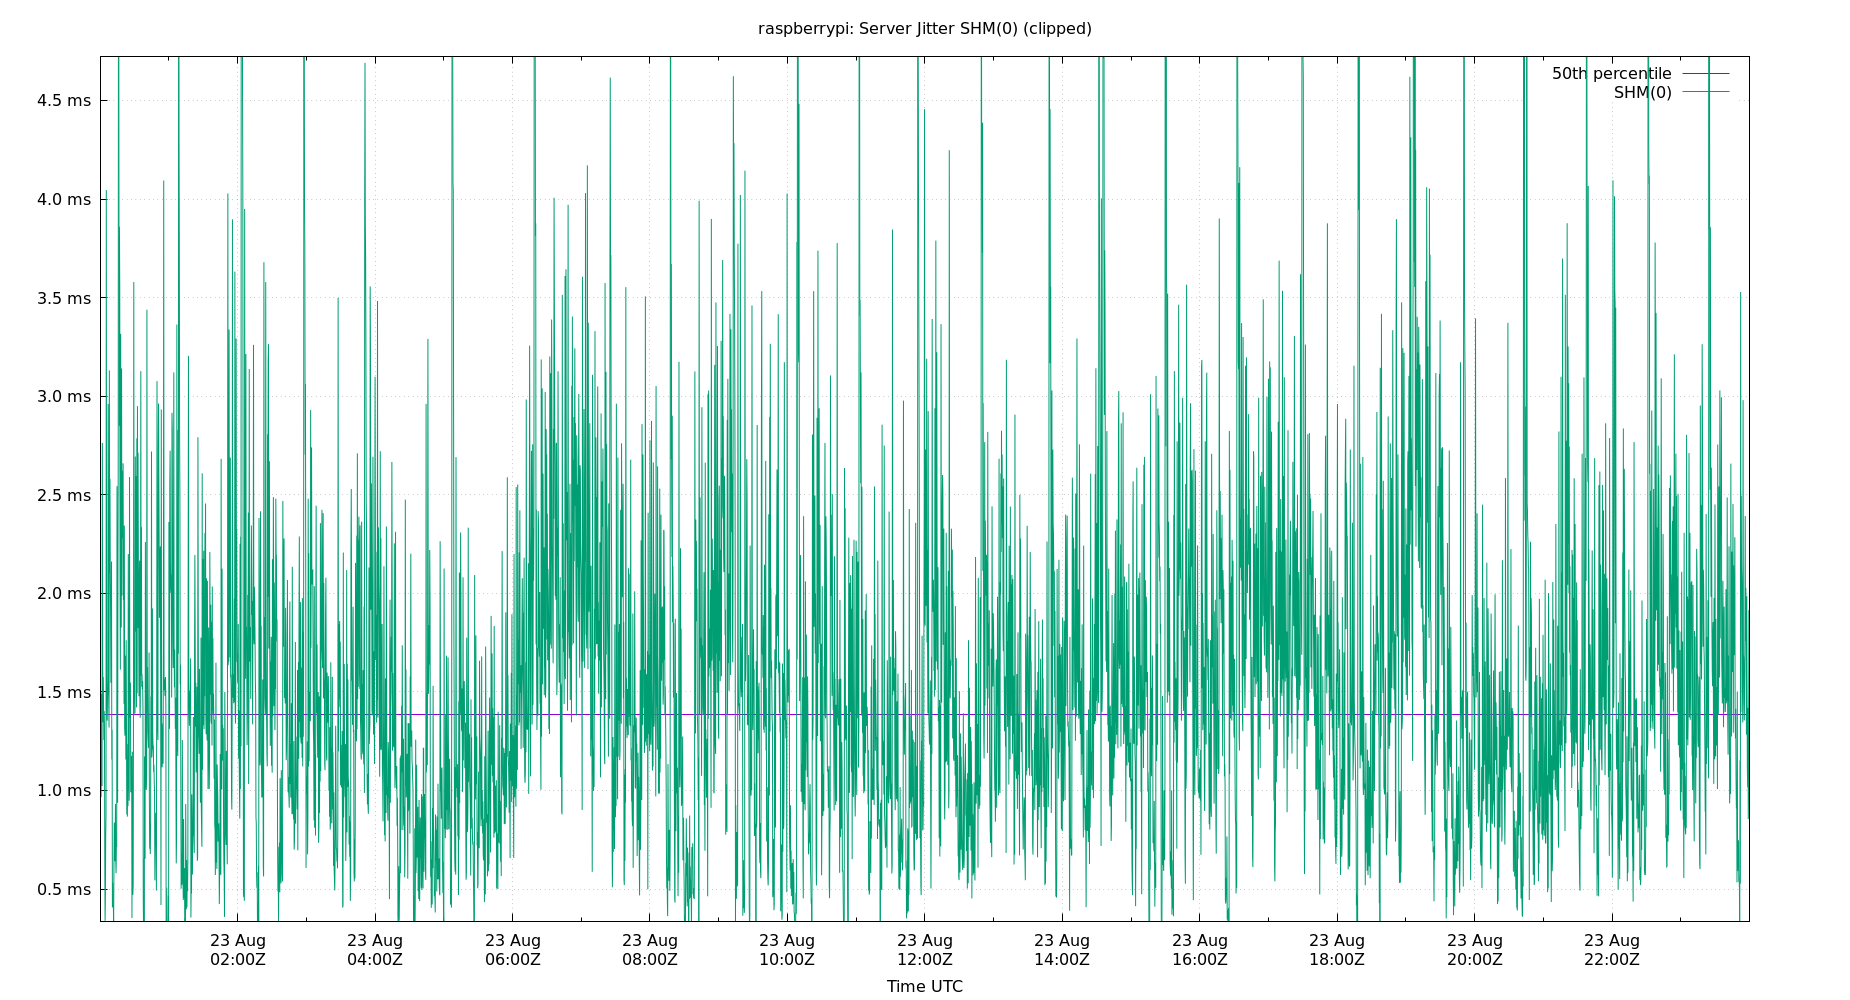 raspberrypi: Server Jitter SHM(0) (clipped)
50th percentile
SHM(0)
4.5 ms
4.0 ms
3.5 ms
3.0 ms
2.5 ms
2.0 ms
1.5 ms
1.0 ms
0.5 ms
23 Aug 23 Aug 23 Aug 23 Aug 23 Aug 23 Aug 23 Aug 23 Aug 23 Aug 23 Aug 23 Aug
02:00Z 04:00Z 06:00Z 08:00Z 10:00Z 12:00Z 14:00Z 16:00Z 18:00Z 20:00Z 22:00Z
Time UTC